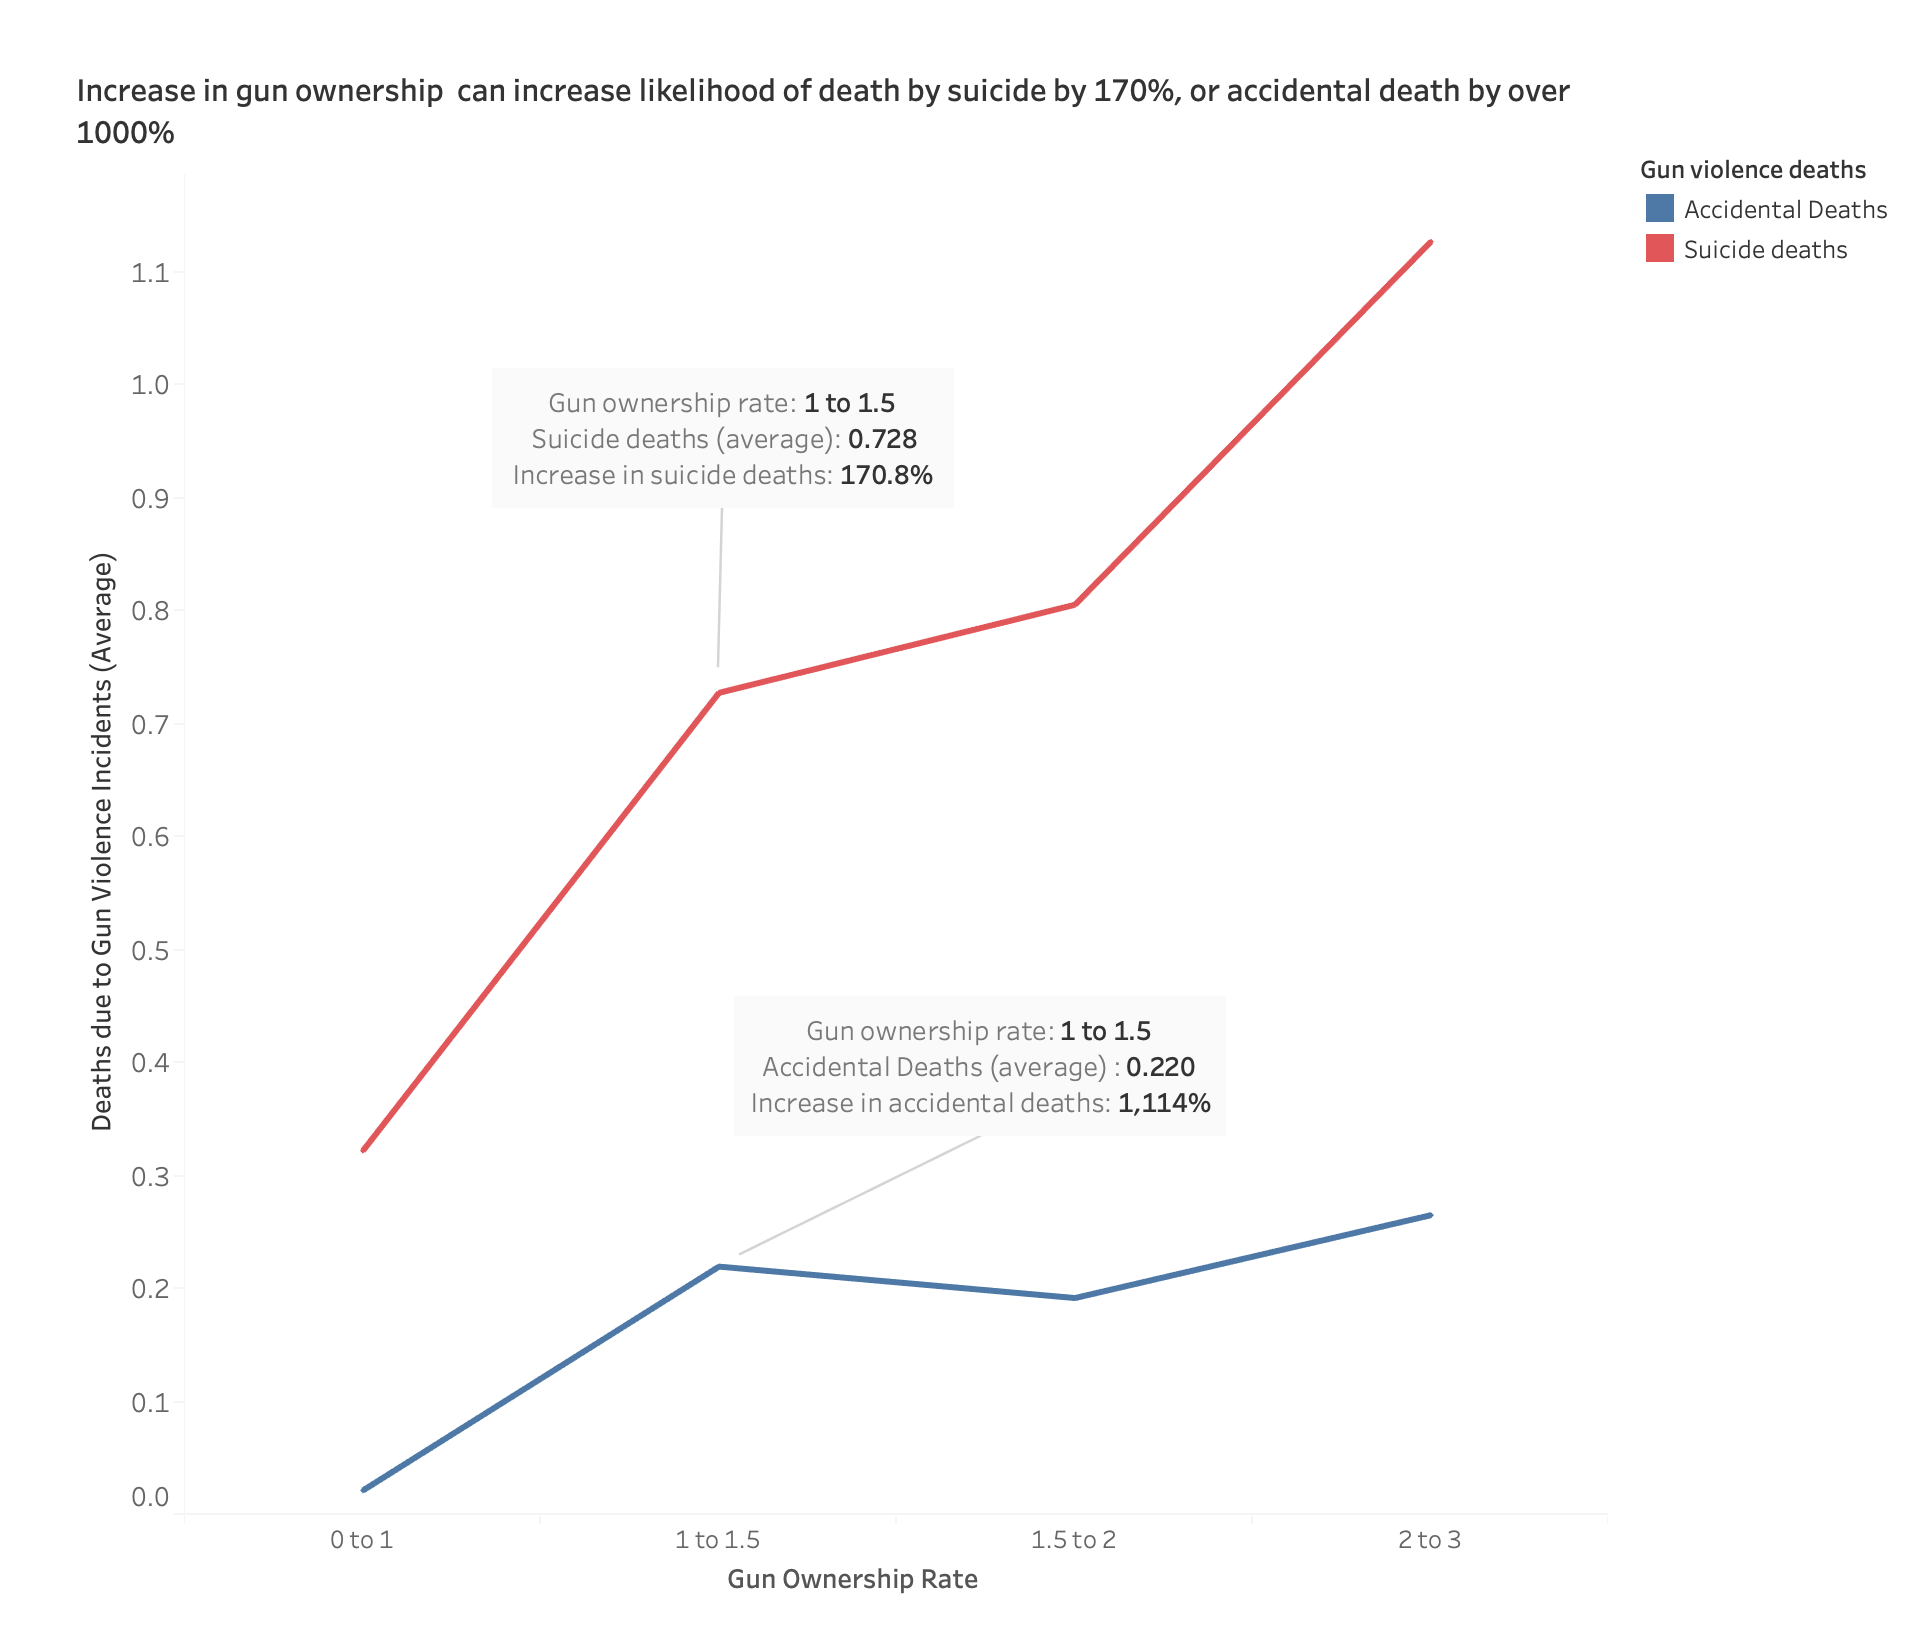 Increase in gun ownership  can increase likelihood of death by suicide by 170%, or accidental death by over
1000%
Gun violence deaths
Accidental Deaths
Suicide deaths
Deaths due to Gun Violence Incidents (Average)
1.1
1.0
0.9
0.8
0.7
0.6
0.5
0.4
0.3
0.2
0.1
0.0
Gun ownership rate: 1 to 1.5
Suicide deaths (average): 0.728
Increase in suicide deaths: 170.8%
Gun ownership rate: 1 to 1.5
Accidental Deaths (average) : 0.220
Increase in accidental deaths: 1,114%
0 to 1
1 to 1.5
1.5 to 2
2 to 3
Gun Ownership Rate